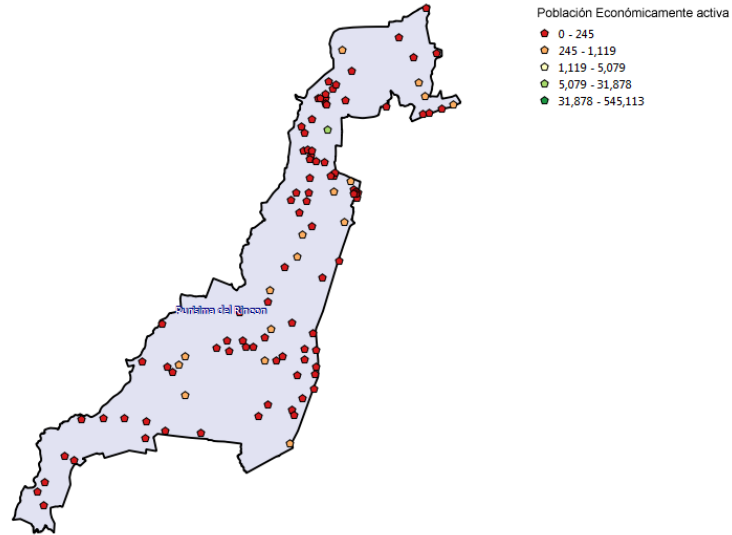 Población Económicamente activa
0 - 245
245 - 1,119
1,119 - 5,079
5,079 - 31,878
31,878 - 545,113
Purisima del Rincon